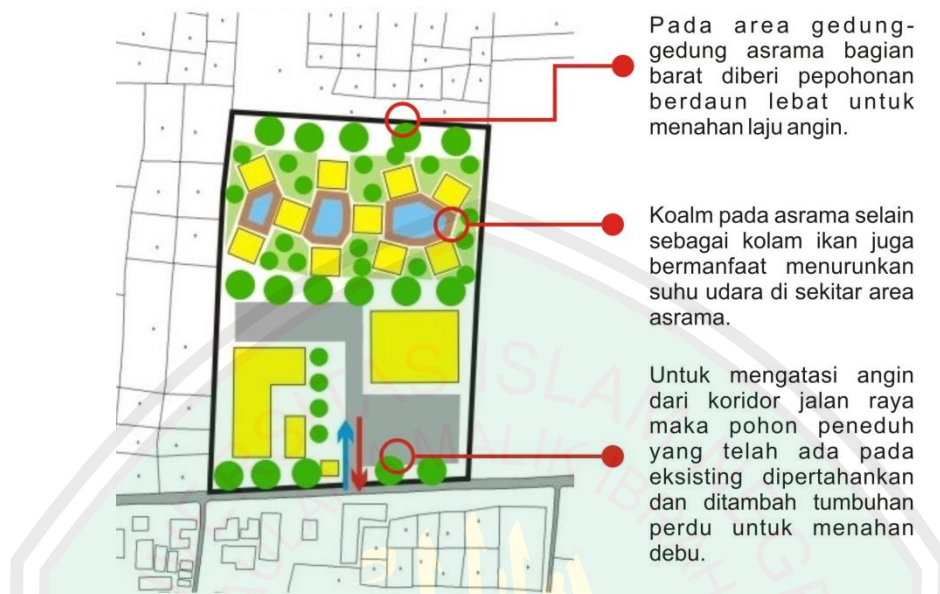 Pada area gedung-
gedung asrama bagian
barat diberi pepohonan
berdaun lebat untuk
menahan laju angin.
Koalm pada asrama selain
sebagai kolam ikan juga
bermanfaat menurunkan
suhu udara di sekitar area
asrama.
Untuk mengatasi angin
dari koridor jalan raya
maka pohon peneduh
yang telah ada pada
eksisting dipertahankan
dan ditambah tumbuhan
perdu untuk menahan
debu.